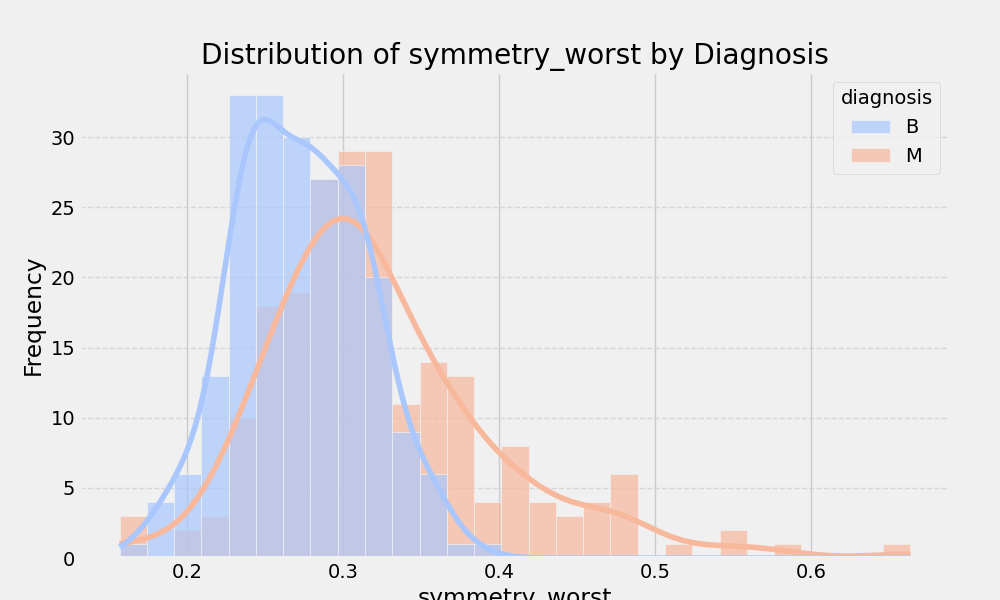 Distribution of symmetry_worst by Diagnosis
diagnosis
B
M
Frequency
30
25
20
15
10
5
0
0.2 0.3 0.4 0.5 0.6
symmetry_worst